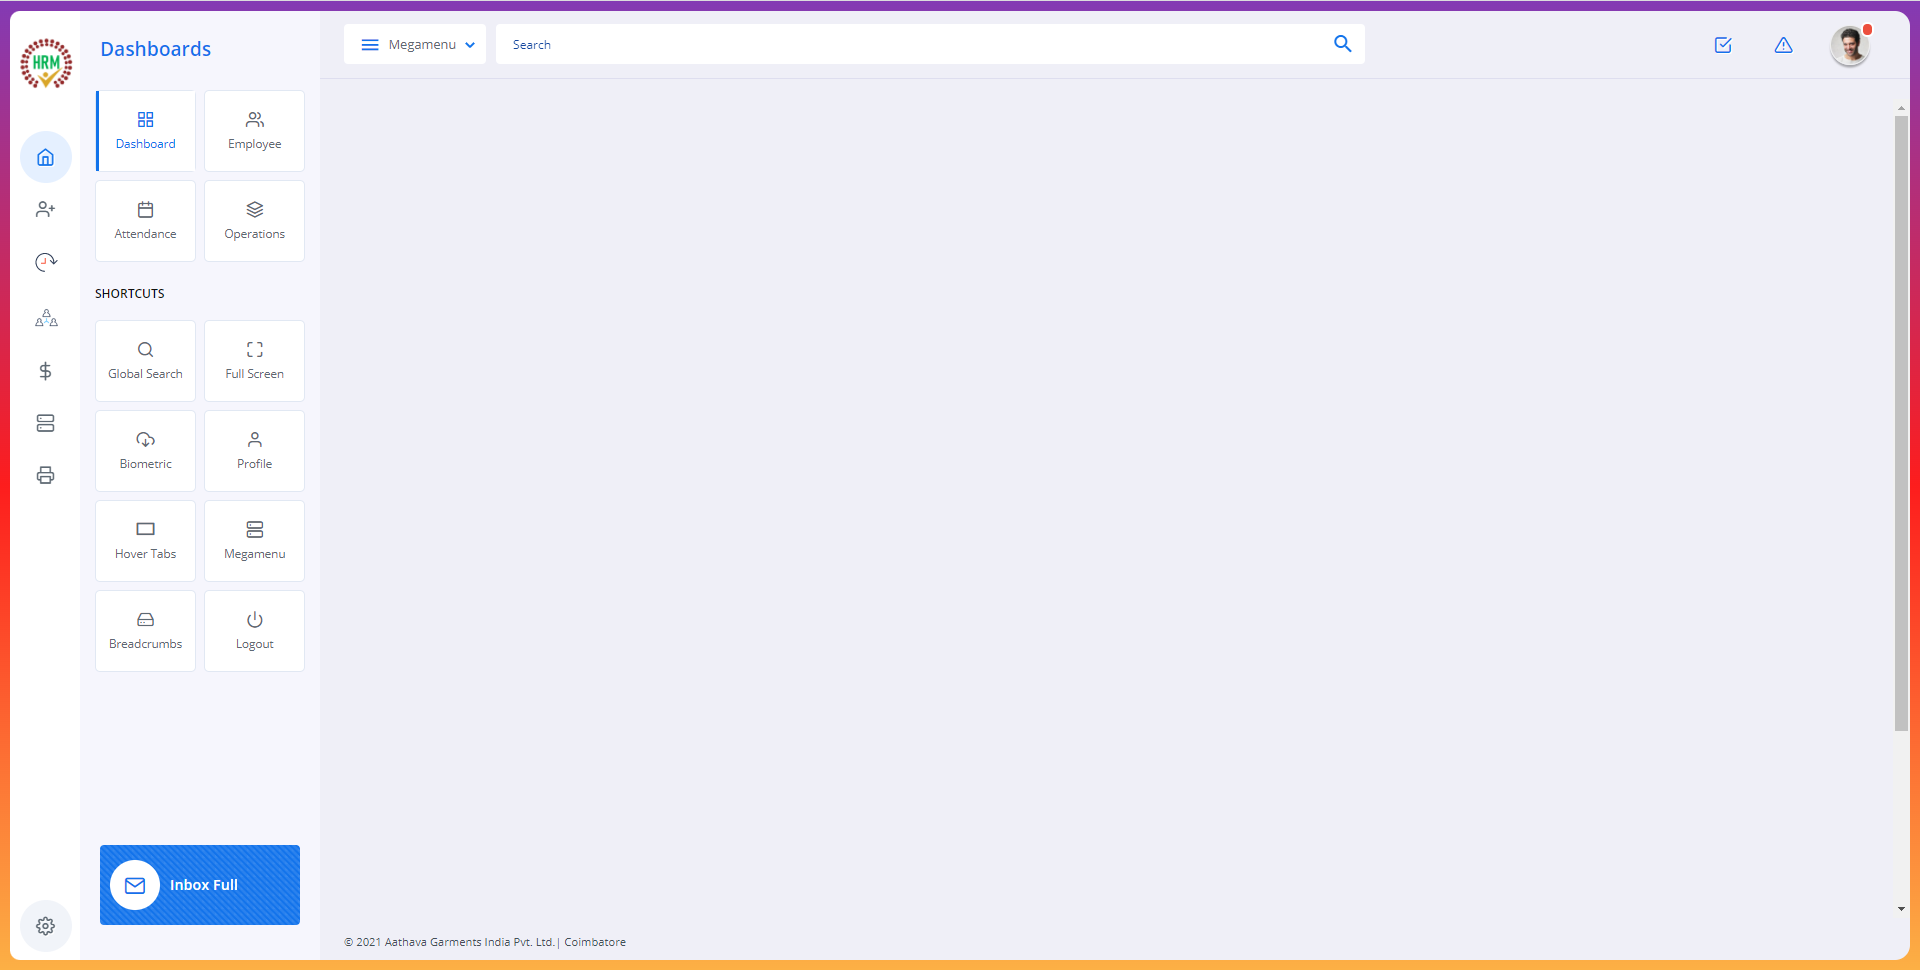 HRM
Dashboards
Megamenu
Search
Dashboard
Employee
Attendance
Operations
SHORTCUTS
Global Search
Full Screen
Biometric
Profile
Hover Tabs
Megamenu
Breadcrumbs
Logout
Inbox Full
© 2021 Aathava Garments India Pvt. Ltd.| Coimbatore